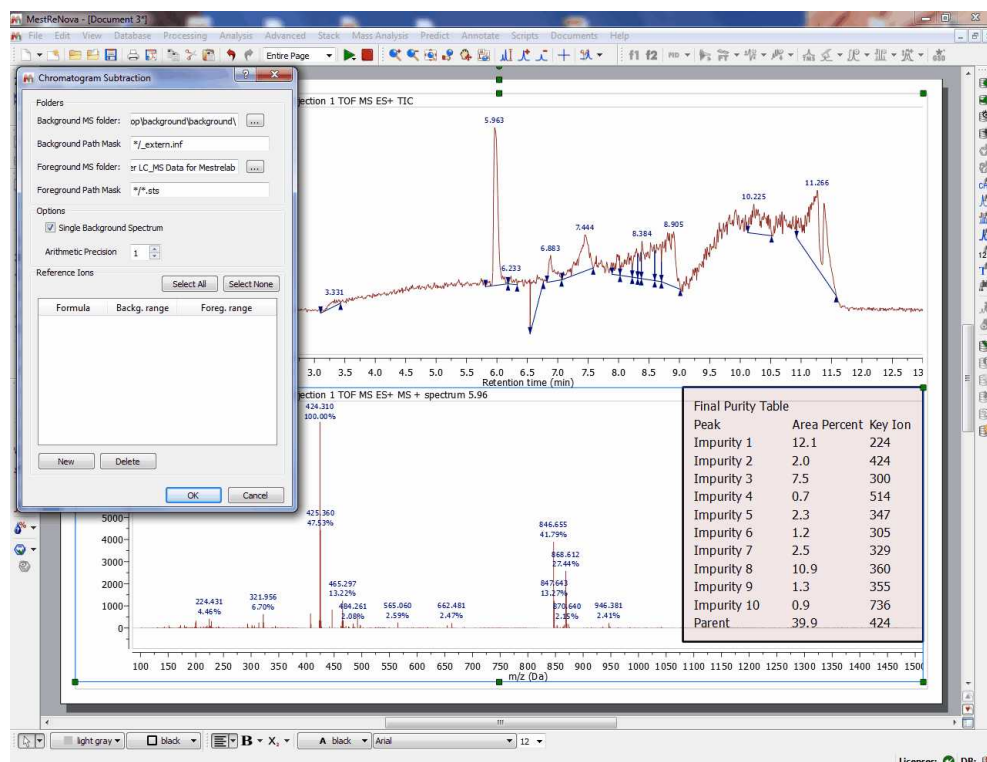 MestReNova - [Document 3*]
File Edit View Database Processing Analysis Advanced Stack Mass Analysis Predict Annotate Scripts Documents Help
Entire Page
f1 f2
Chromatogram Subtraction
Folders
Background MS folder: op\background\background\ ...
Background Path Mask */_extern.inf
Foreground MS folder: er LC_MS Data for Mestrelab ...
Foreground Path Mask */*.sts
Options
Single Background Spectrum
Arithmetic Precision 1
Reference Ions
Select All Select None
Formula Backg. range Foreg. range
New Delete
OK Cancel
ection 1 TOF MS ES+ TIC
5.963
11.266
10.225
7.444
8.905
8.384
6.883
6.233
3.331
3.0 3.5 4.0 4.5 5.0 5.5 6.0 6.5 7.0 7.5 8.0 8.5 9.0 9.5 10.0 10.5 11.0 11.5 12.0 12.5 13
Retention time (min)
ection 1 TOF MS ES+ MS + spectrum 5.96
424.310
100.00%
425.360
47.53%
846.655
41.79%
868.612
27.44%
465.297
13.22%
847.643
13.27%
224.431
4.46%
321.956
6.70%
484.261
2.08%
565.060
2.59%
662.481
2.47%
870.640
2.15%
946.381
2.41%
5000
4000
3000
2000
1000
0
100 150 200 250 300 350 400 450 500 550 600 650 700 750 800 850 900 950 1000 1050 1100 1150 1200 1250 1300 1350 1400 1450 150
m/z (Da)
Final Purity Table
Peak Area Percent Key Ion
Impurity 1 12.1 224
Impurity 2 2.0 424
Impurity 3 7.5 300
Impurity 4 0.7 514
Impurity 5 2.3 347
Impurity 6 1.2 305
Impurity 7 2.5 329
Impurity 8 10.9 360
Impurity 9 1.3 355
Impurity 10 0.9 736
Parent 39.9 424
light gray black B X, A black Arial 12
Licenses: DB: